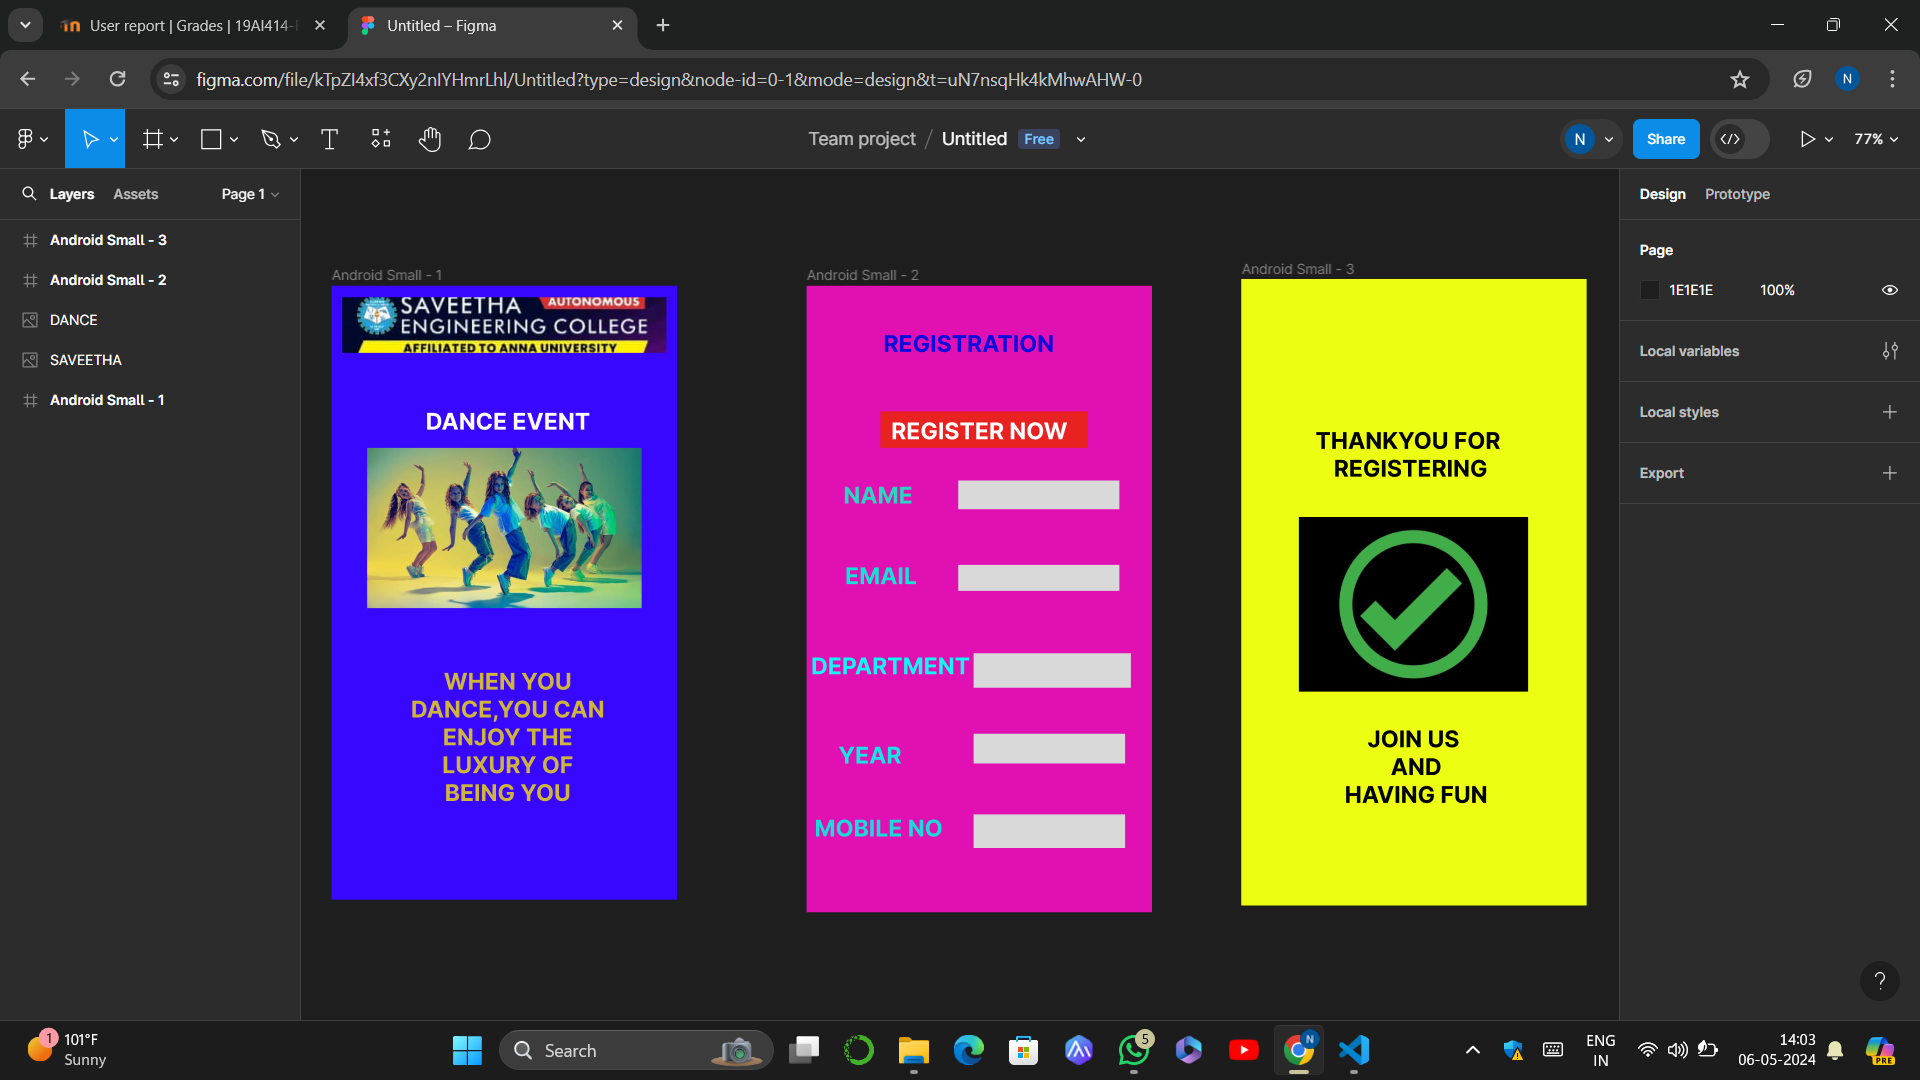 User report | Grades | 19AI414-
Untitled – Figma
figma.com/file/kTpZI4xf3CXy2nIYHmrLhl/Untitled?type=design&node-id=0-1&mode=design&t=uN7nsqHk4kMhwAHW-0
N
Team project / Untitled Free
N
Share
77%
Layers
Assets
Page 1
Android Small - 3
Android Small - 2
DANCE
SAVEETHA
Android Small - 1
Android Small - 1
SAVEETHA AUTONOMOUS
ENGINEERING COLLEGE
AFFILIATED TO ANNA UNIVERSITY
DANCE EVENT
WHEN YOU
DANCE,YOU CAN
ENJOY THE
LUXURY OF
BEING YOU
Android Small - 2
REGISTRATION
REGISTER NOW
NAME
EMAIL
DEPARTMENT
YEAR
MOBILE NO
Android Small - 3
THANKYOU FOR
REGISTERING
JOIN US
AND
HAVING FUN
Design
Prototype
Page
1E1E1E 100%
Local variables
Local styles
Export
?
1
101°F
Sunny
Search
5
N
ENG
IN
14:03
06-05-2024
PRE